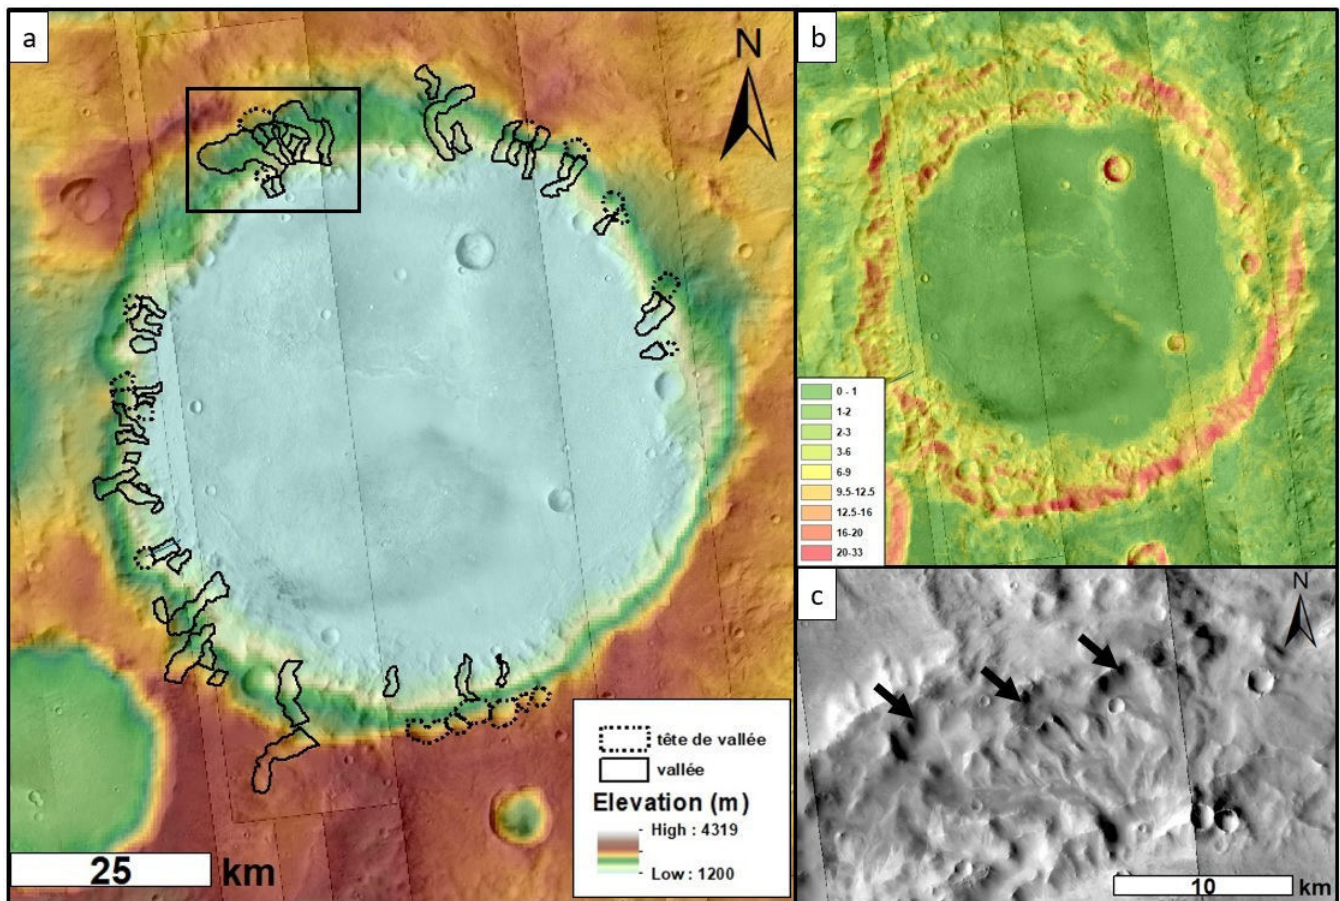 a
N
tête de vallée
vallée
Elevation (m)
High : 4319
Low : 1200
25 km
b
0 - 1
1-2
2-3
3-6
6-9
9.5-12.5
12.5-16
16-20
20-33
c
N
10 km